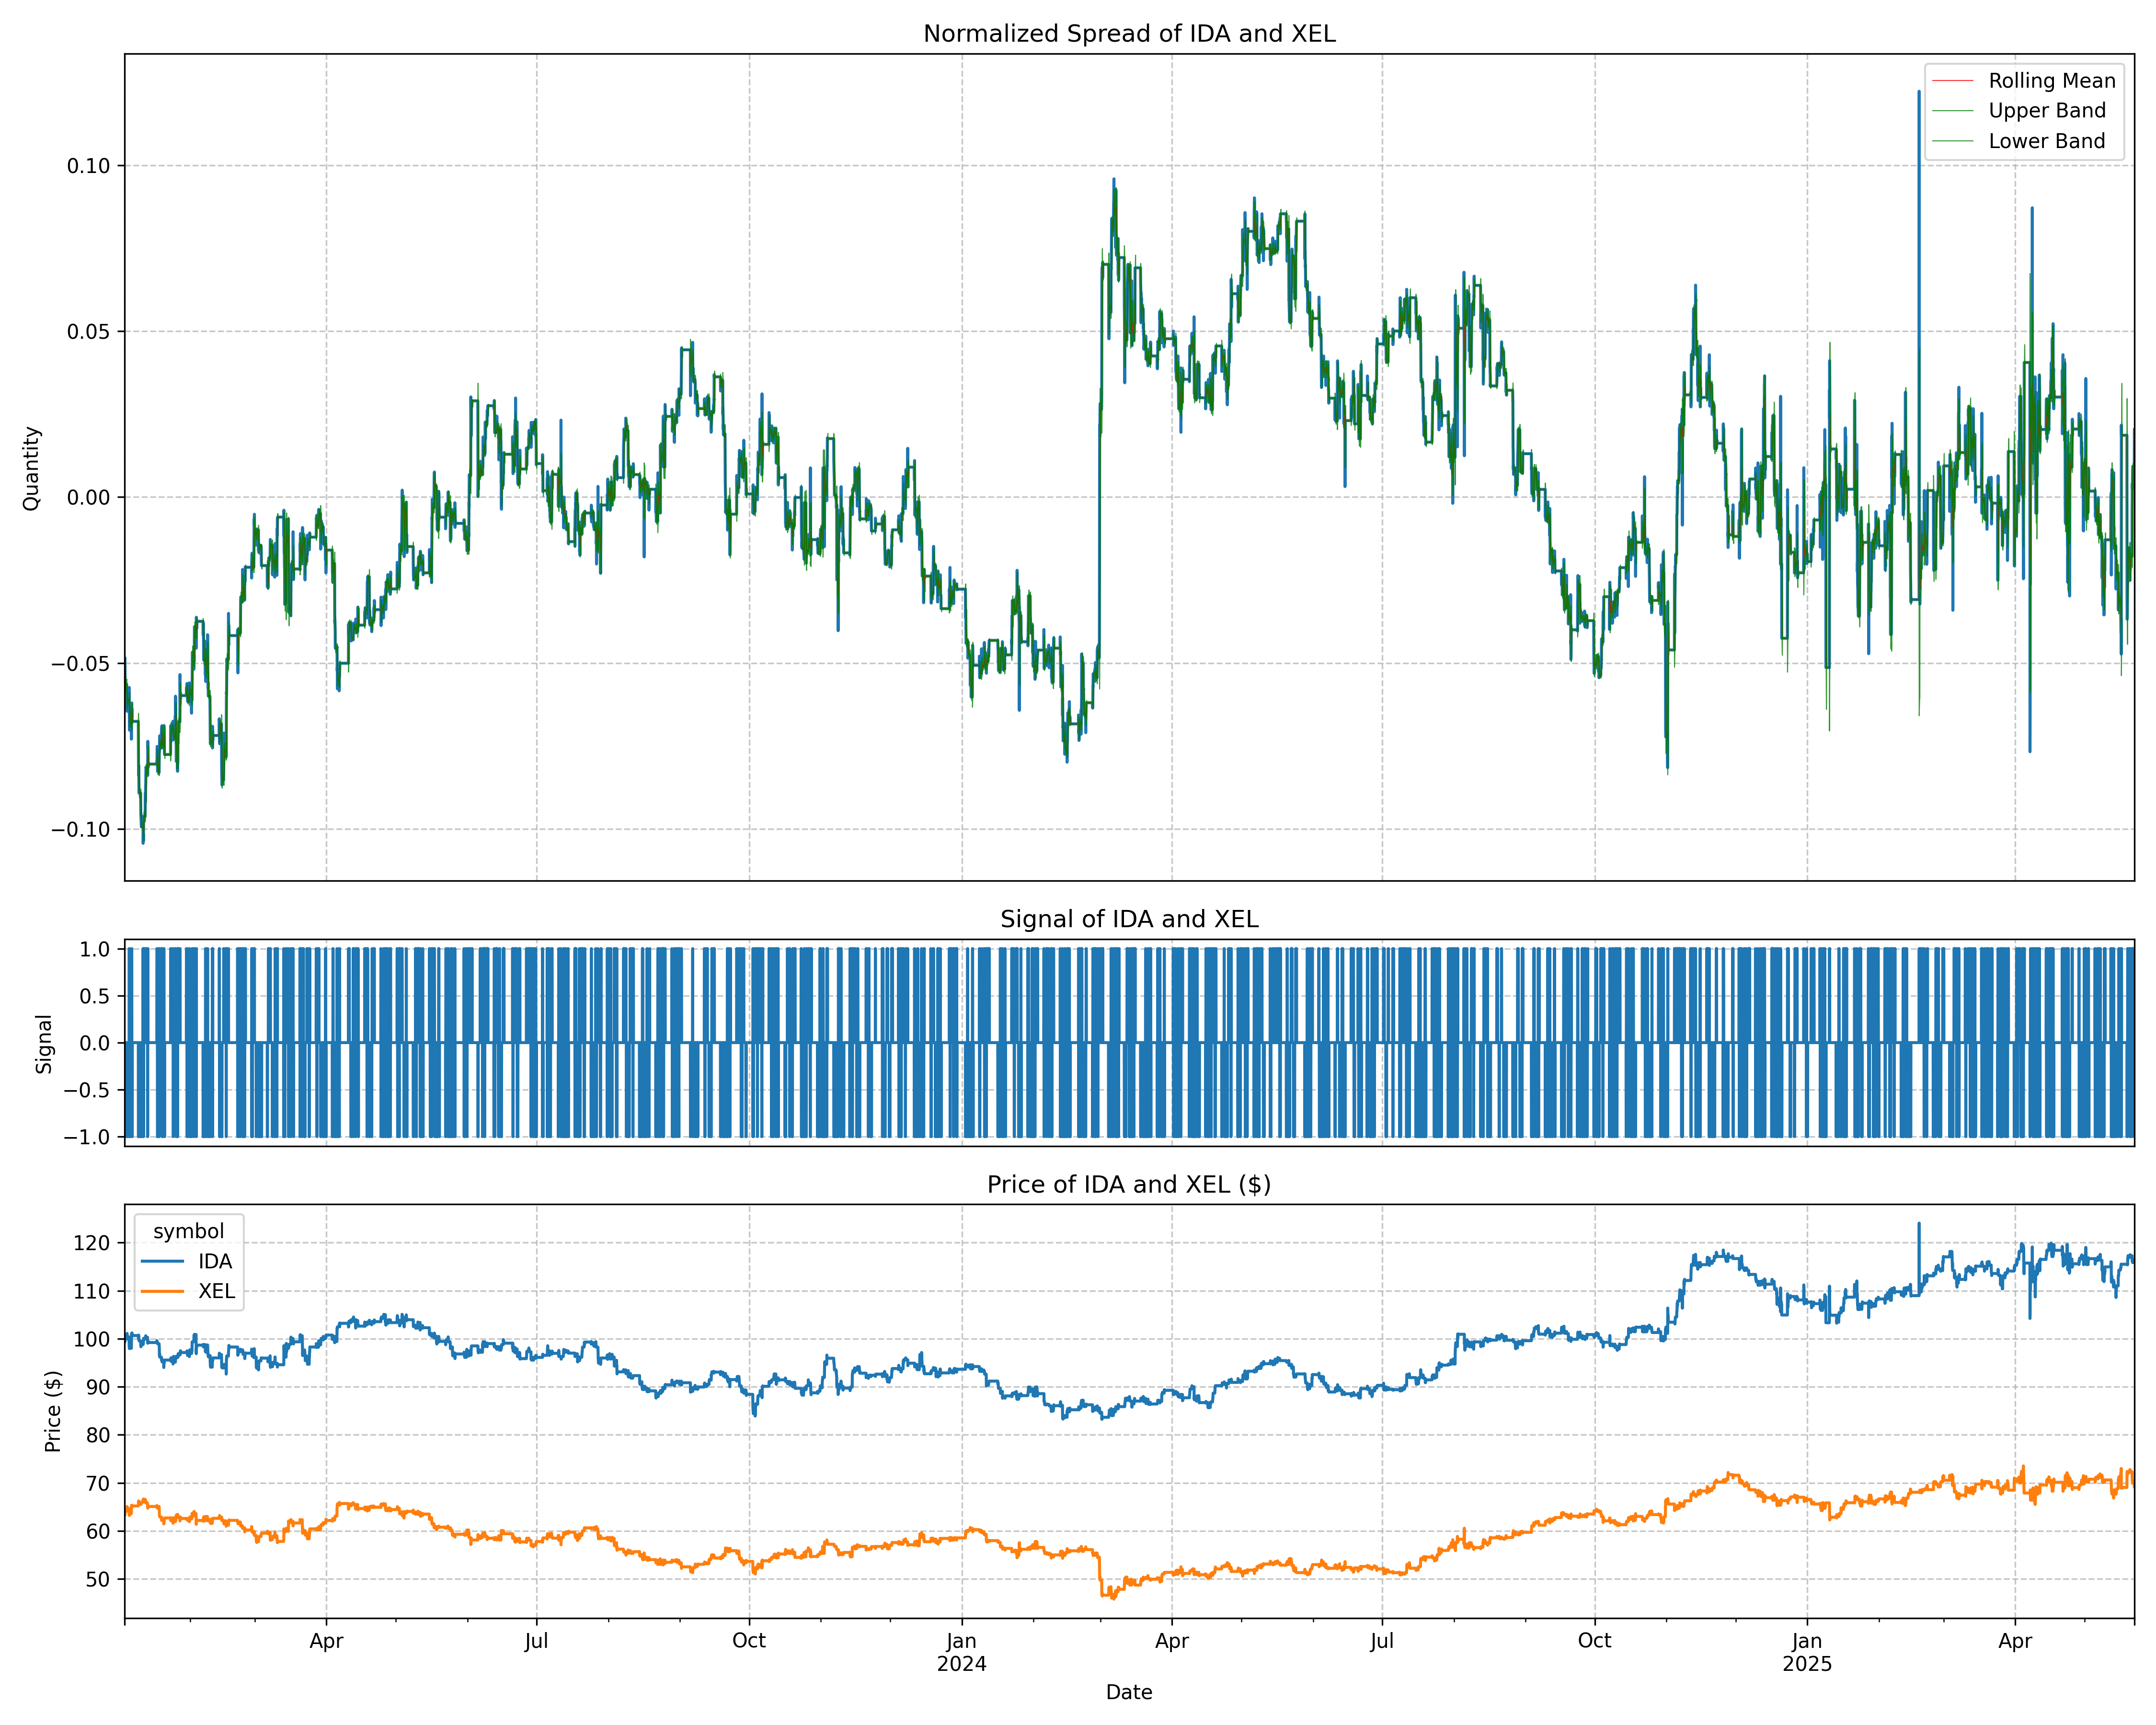 Normalized Spread of IDA and XEL
Rolling Mean
Upper Band
Lower Band
0.10
0.05
0.00
−0.05
−0.10
Quantity
Signal of IDA and XEL
1.0
0.5
0.0
−0.5
−1.0
Signal
Price of IDA and XEL ($)
symbol
IDA
XEL
120
110
100
90
80
70
60
50
Price ($)
Apr Jul Oct Jan Apr Jul Oct Jan Apr
2024 2025
Date